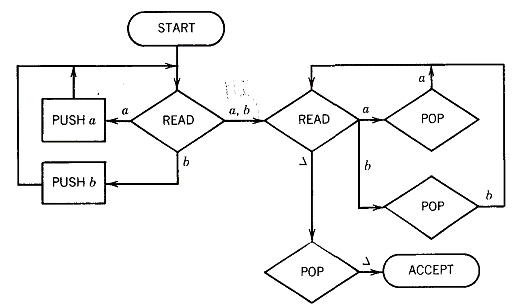 START
a
PUSH a
a
READ
a, b
READ
a
POP
b
b
PUSH b
Δ
POP
b
POP
Δ
ACCEPT